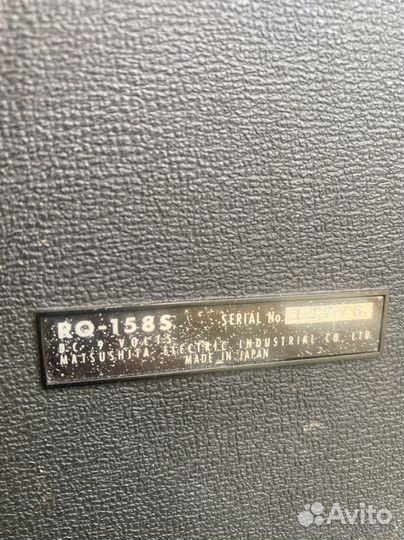 RQ-158S SERIAL No.
D.C. 9 VOLTS
MATSUSHITA ELECTRIC INDUSTRIAL CO., LTD.
MADE IN JAPAN
Avito